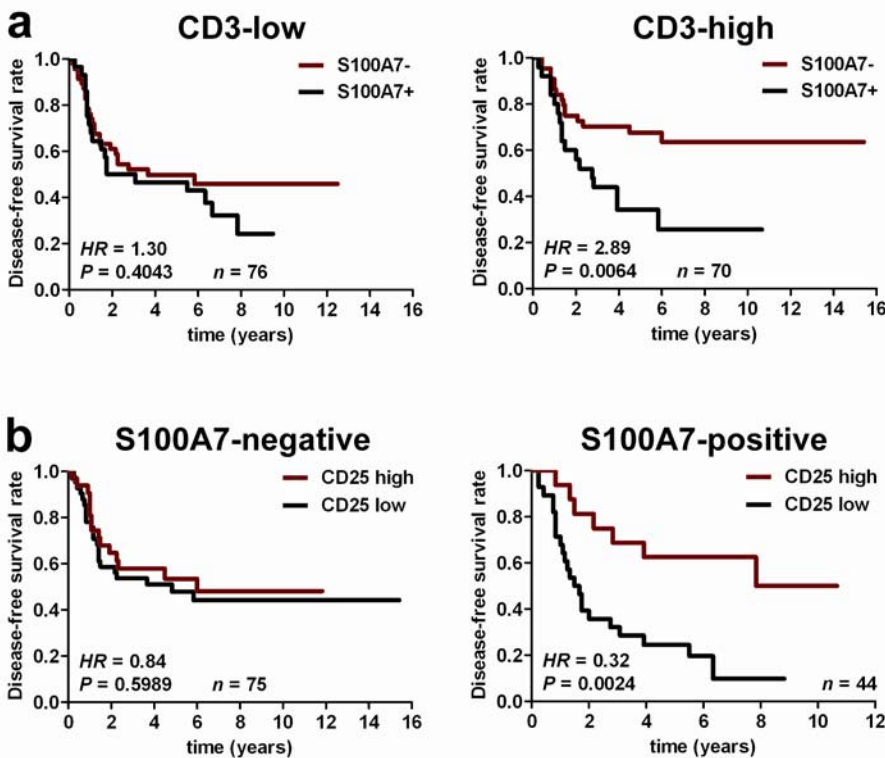 a
CD3-low
Disease-free survival rate
1.0
0.8
0.6
0.4
0.2
0.0
S100A7-
S100A7+
HR = 1.30
P = 0.4043 n = 76
0 2 4 6 8 10 12 14 16
time (years)
CD3-high
Disease-free survival rate
1.0
0.8
0.6
0.4
0.2
0.0
S100A7-
S100A7+
HR = 2.89
P = 0.0064 n = 70
0 2 4 6 8 10 12 14 16
time (years)
b
S100A7-negative
Disease-free survival rate
1.0
0.8
0.6
0.4
0.2
0.0
CD25 high
CD25 low
HR = 0.84
P = 0.5989 n = 75
0 2 4 6 8 10 12 14 16
time (years)
S100A7-positive
Disease-free survival rate
1.0
0.8
0.6
0.4
0.2
0.0
CD25 high
CD25 low
HR = 0.32
P = 0.0024 n = 44
0 2 4 6 8 10 12
time (years)